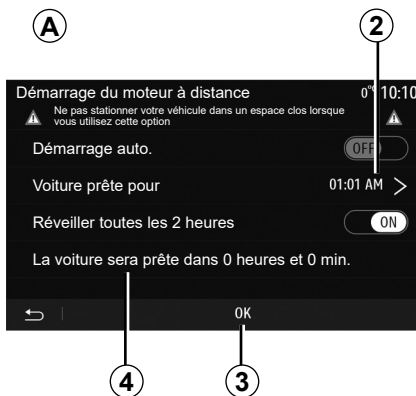 A
2
Démarrage du moteur à distance 0°C 10:10
Ne pas stationner votre véhicule dans un espace clos lorsque
vous utilisez cette option
Démarrage auto. OFF
Voiture prête pour 01:01 AM
Réveiller toutes les 2 heures ON
La voiture sera prête dans 0 heures et 0 min.
OK
4
3